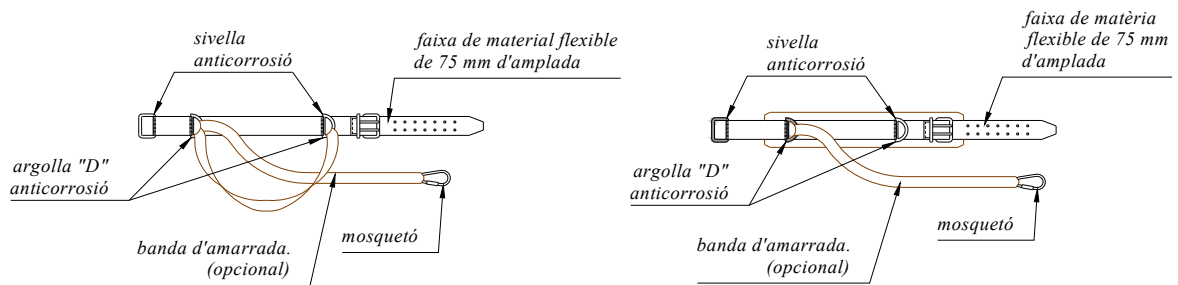 sivella
anticorrosió
faixa de material flexible
de 75 mm d'amplada
argolla "D"
anticorrosió
banda d'amarrada.
(opcional)
mosquetó
sivella
anticorrosió
faixa de matèria
flexible de 75 mm
d'amplada
argolla "D"
anticorrosió
banda d'amarrada.
(opcional)
mosquetó